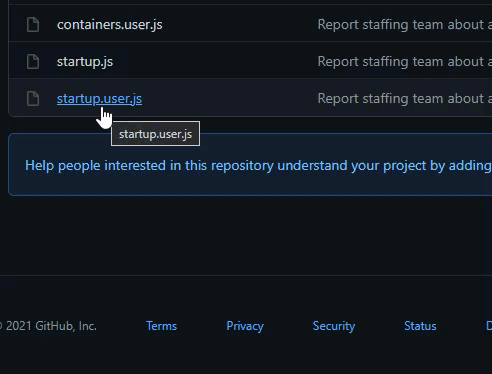 containers.user.js Report staffing team about a
startup.js Report staffing team about a
startup.user.js Report staffing team about a
startup.user.js
Help people interested in this repository understand your project by adding
© 2021 GitHub, Inc. Terms Privacy Security Status D